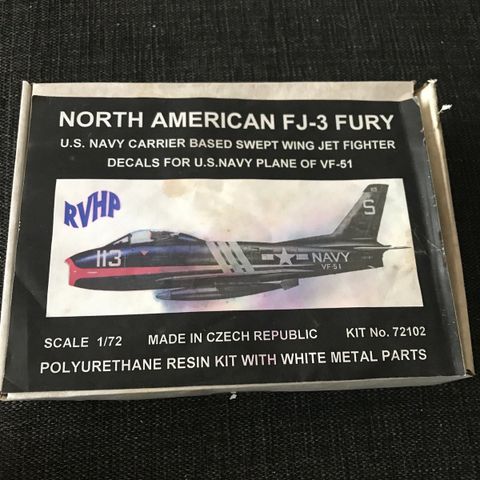 NORTH AMERICAN FJ-3 FURY
U.S. NAVY CARRIER BASED SWEPT WING JET FIGHTER
DECALS FOR U.S.NAVY PLANE OF VF-51
RVHP
S
113
NAVY
VF-51
SCALE 1/72 MADE IN CZECH REPUBLIC KIT No. 72102
POLYURETHANE RESIN KIT WITH WHITE METAL PARTS